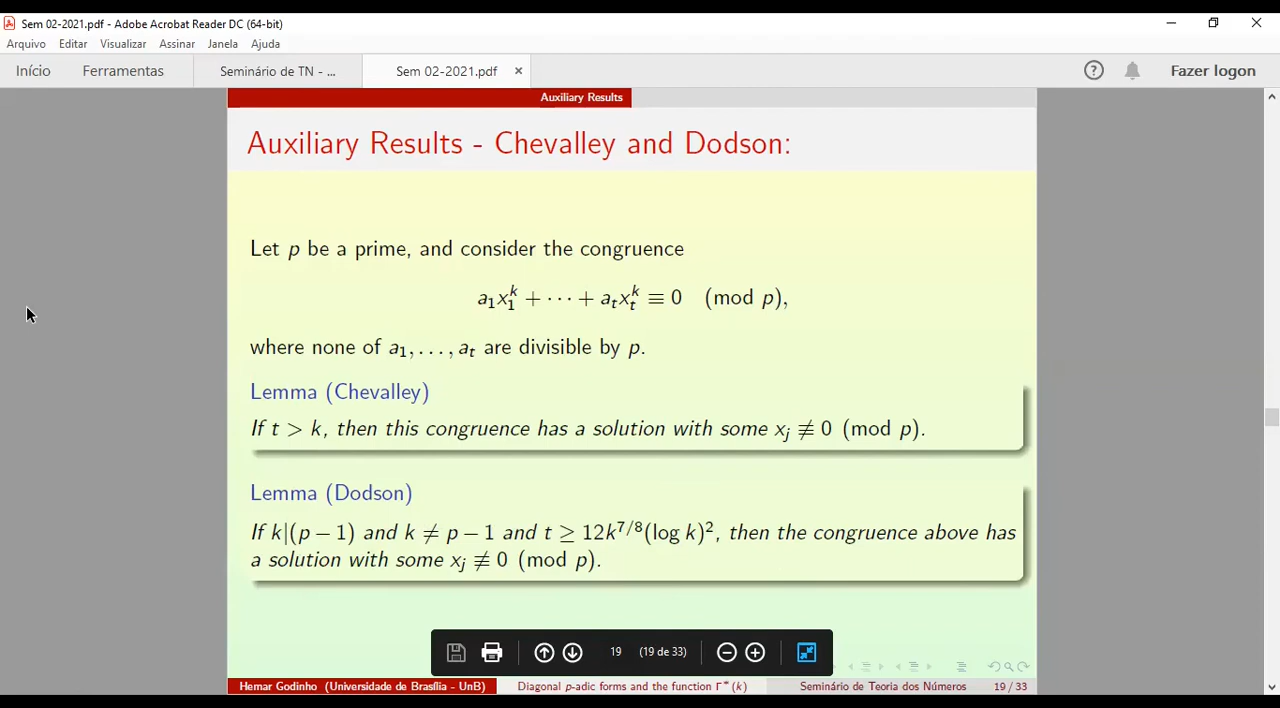 Sem 02-2021.pdf - Adobe Acrobat Reader DC (64-bit)
Arquivo Editar Visualizar Assinar Janela Ajuda
Início Ferramentas Seminário de TN - ... Sem 02-2021.pdf × ? Fazer logon
Auxiliary Results
Auxiliary Results - Chevalley and Dodson:
Let p be a prime, and consider the congruence
a₁x₁ᵏ + ··· + aₜxₜᵏ ≡ 0 (mod p),
where none of a₁, ..., aₜ are divisible by p.
Lemma (Chevalley)
If t > k, then this congruence has a solution with some xⱼ ≢ 0 (mod p).
Lemma (Dodson)
If k|(p − 1) and k ≠ p − 1 and t ≥ 12k^{7/8}(log k)², then the congruence above has
a solution with some xⱼ ≢ 0 (mod p).
19 (19 de 33)
Hemar Godinho (Universidade de Brasília - UnB) Diagonal p-adic forms and the function Γ*(k) Seminário de Teoria dos Números 19 / 33